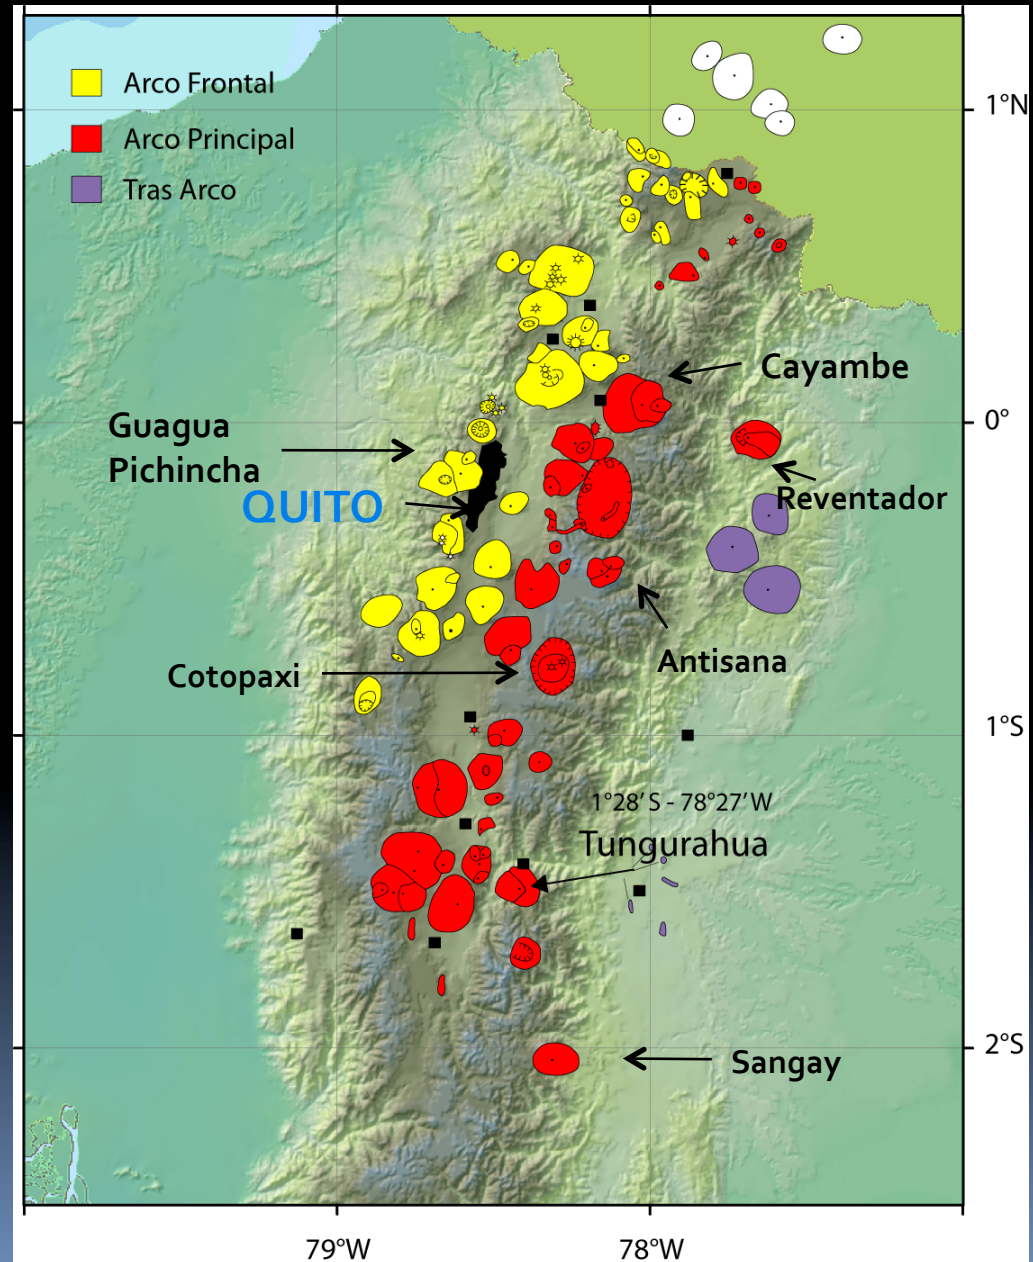 Arco Frontal
Arco Principal
Tras Arco
1°N
Cayambe
Guagua
Pichincha
0°
Reventador
QUITO
Antisana
Cotopaxi
1°S
1°28’S - 78°27’W
Tungurahua
2°S
Sangay
79°W
78°W